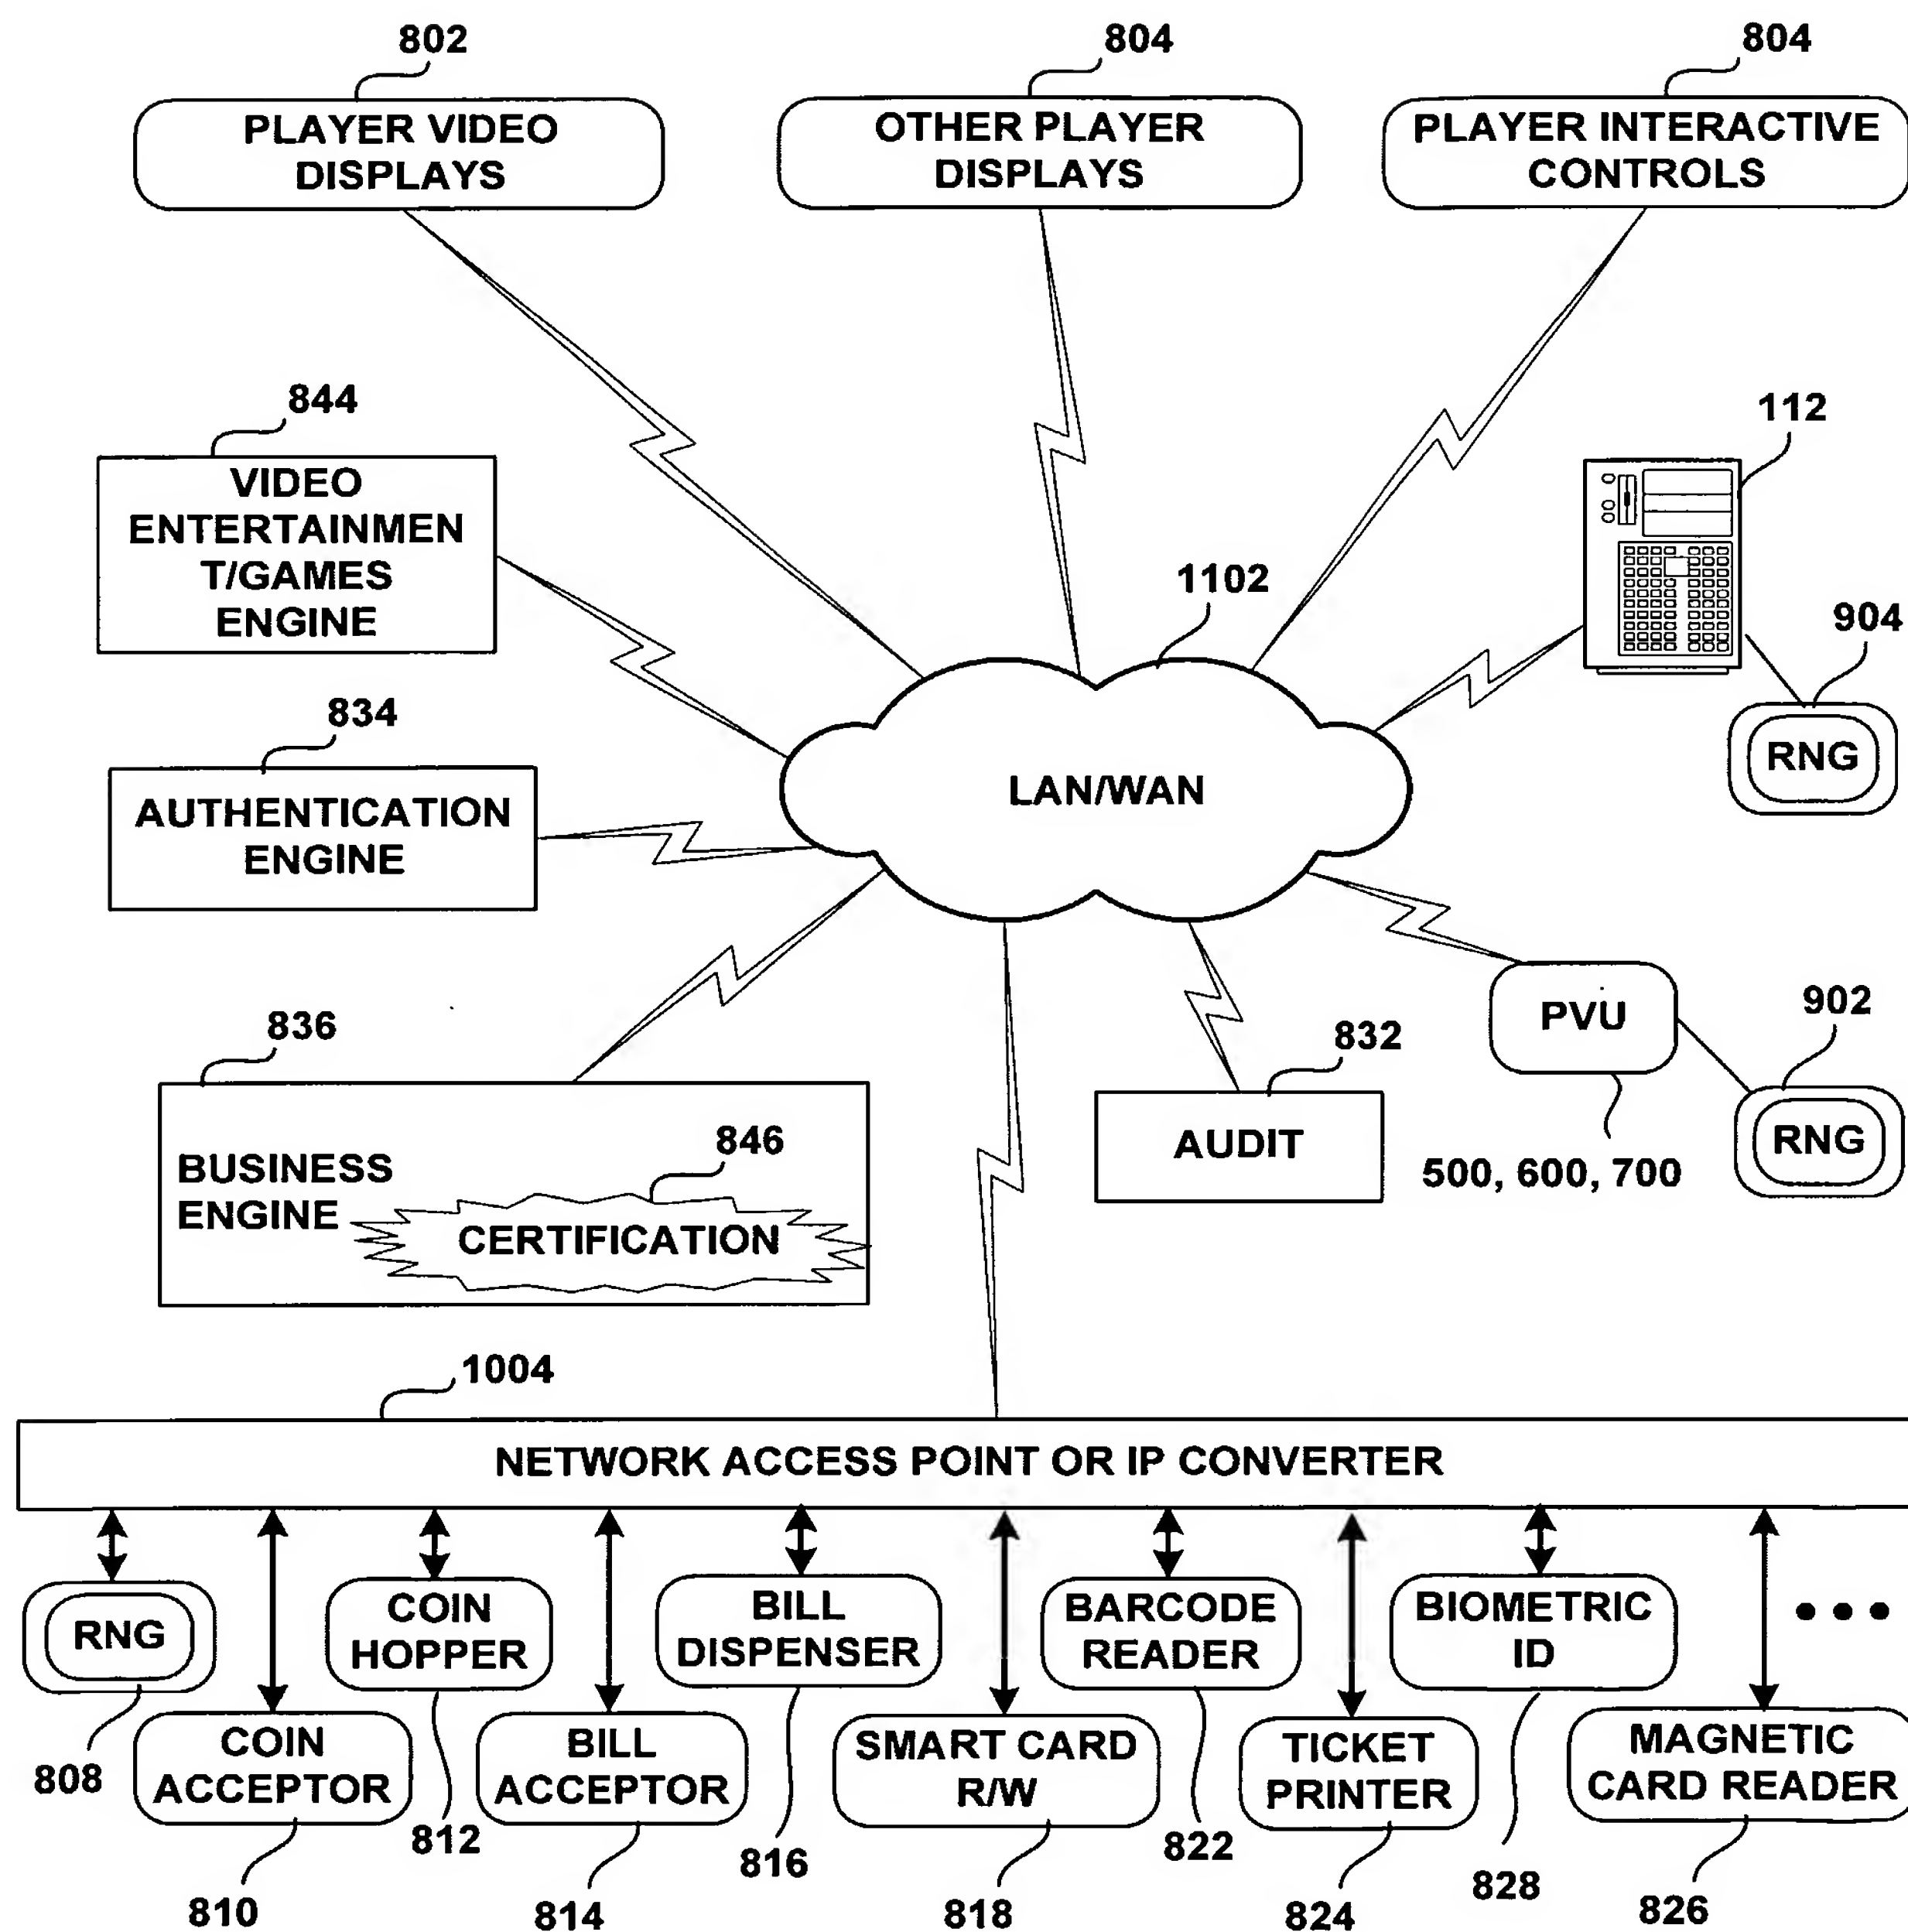 802
804
804
PLAYER VIDEO
DISPLAYS
OTHER PLAYER
DISPLAYS
PLAYER INTERACTIVE
CONTROLS
844
VIDEO
ENTERTAINMEN
T/GAMES
ENGINE
112
1102
904
RNG
834
AUTHENTICATION
ENGINE
LAN/WAN
836
BUSINESS
ENGINE
846
CERTIFICATION
832
AUDIT
PVU
500, 600, 700
902
RNG
1004
NETWORK ACCESS POINT OR IP CONVERTER
RNG
808
COIN
HOPPER
812
BILL
DISPENSER
816
BARCODE
READER
822
BIOMETRIC
ID
828
COIN
ACCEPTOR
810
BILL
ACCEPTOR
814
SMART CARD
R/W
818
TICKET
PRINTER
824
MAGNETIC
CARD READER
826